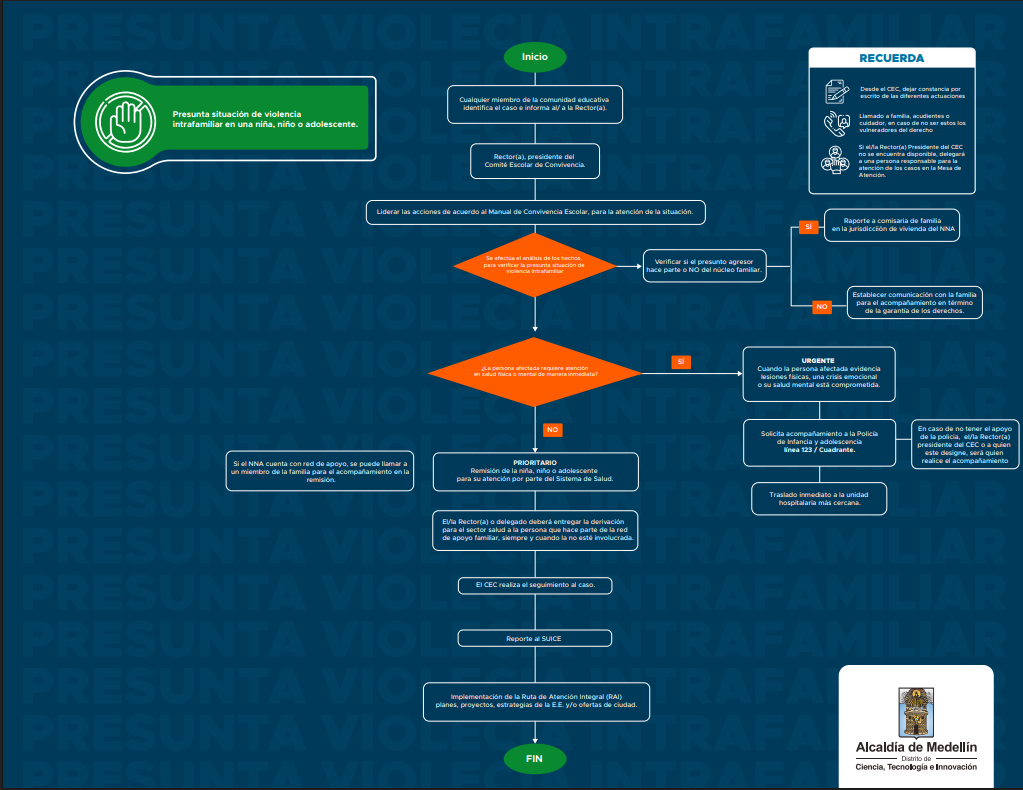 PRESUNTA VIOLECIA INTRAFAMILIAR
Presunta situación de violencia
intrafamiliar en una niña, niño o adolescente.
Inicio
Cualquier miembro de la comunidad educativa
identifica el caso e informa al/ a la Rector(a).
Rector(a), presidente del
Comité Escolar de Convivencia.
Liderar las acciones de acuerdo al Manual de Convivencia Escolar, para la atención de la situación.
Se efectúa el análisis de los hechos,
para verificar la presunta situación de
violencia intrafamiliar
Verificar si el presunto agresor
hace parte o NO del núcleo familiar.
SÍ
Raporte a comisaria de familia
en la jurisdicciíon de vivienda del NNA
NO
Establecer comunicación con la familia
para el acompañamiento en término
de la garantía de los derechos.
RECUERDA
Desde el CEC, dejar constancia por
escrito de las diferentes actuaciones
Llamado a familia, acudientes o
cuidador, en caso de no ser estos los
vulneradores del derecho
Si el/la Rector(a) Presidente del CEC
no se encuentra disponible, delegará
a una persona responsable para la
atención de los casos en la Mesa de
Atención.
¿La persona afectada requiere atención
en salud física o mental de manera inmediata?
SÍ
URGENTE
Cuando la persona afectada evidencia
lesiones físicas, una crisis emocional
o su salud mental está comprometida.
Solicita acompañamiento a la Policía
de Infancia y adolescencia
línea 123 / Cuadrante.
En caso de no tener el apoyo
de la policía, el/la Rector(a)
presidente del CEC o a quien
este designe, será quien
realice el acompañamiento
Traslado inmediato a la unidad
hospitalaria más cercana.
NO
Si el NNA cuenta con red de apoyo, se puede llamar a
un miembro de la familia para el acompañamiento en la
remisión.
PRIORITARIO
Remisión de la niña, niño o adolescente
para su atención por parte del Sistema de Salud.
El/la Rector(a) o delegado deberá entregar la derivación
para el sector salud a la persona que hace parte de la red
de apoyo familiar, siempre y cuando la no esté involucrada.
El CEC realiza el seguimiento al caso.
Reporte al SUICE
Implementación de la Ruta de Atención Integral (RAI)
planes, proyectos, estrategias de la E.E. y/o ofertas de ciudad.
FIN
Alcaldía de Medellín
Distrito de
Ciencia, Tecnología e Innovación